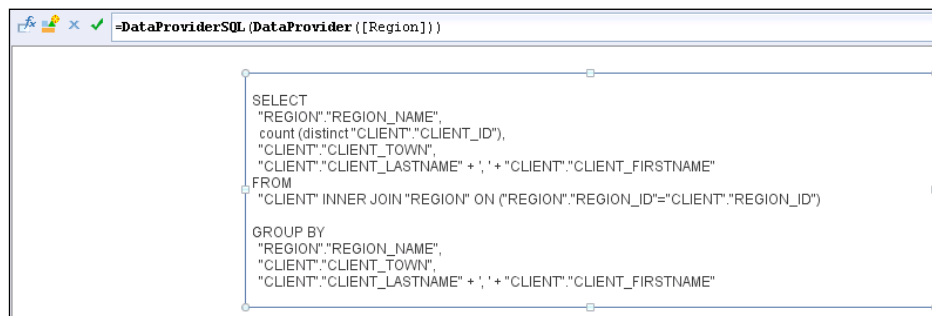 =DataProviderSQL(DataProvider([Region]))
SELECT
"REGION"."REGION_NAME",
count (distinct "CLIENT"."CLIENT_ID"),
"CLIENT"."CLIENT_TOWN",
"CLIENT"."CLIENT_LASTNAME" + ', ' + "CLIENT"."CLIENT_FIRSTNAME"
FROM
"CLIENT" INNER JOIN "REGION" ON ("REGION"."REGION_ID"="CLIENT"."REGION_ID")
GROUP BY
"REGION"."REGION_NAME",
"CLIENT"."CLIENT_TOWN",
"CLIENT"."CLIENT_LASTNAME" + ', ' + "CLIENT"."CLIENT_FIRSTNAME"